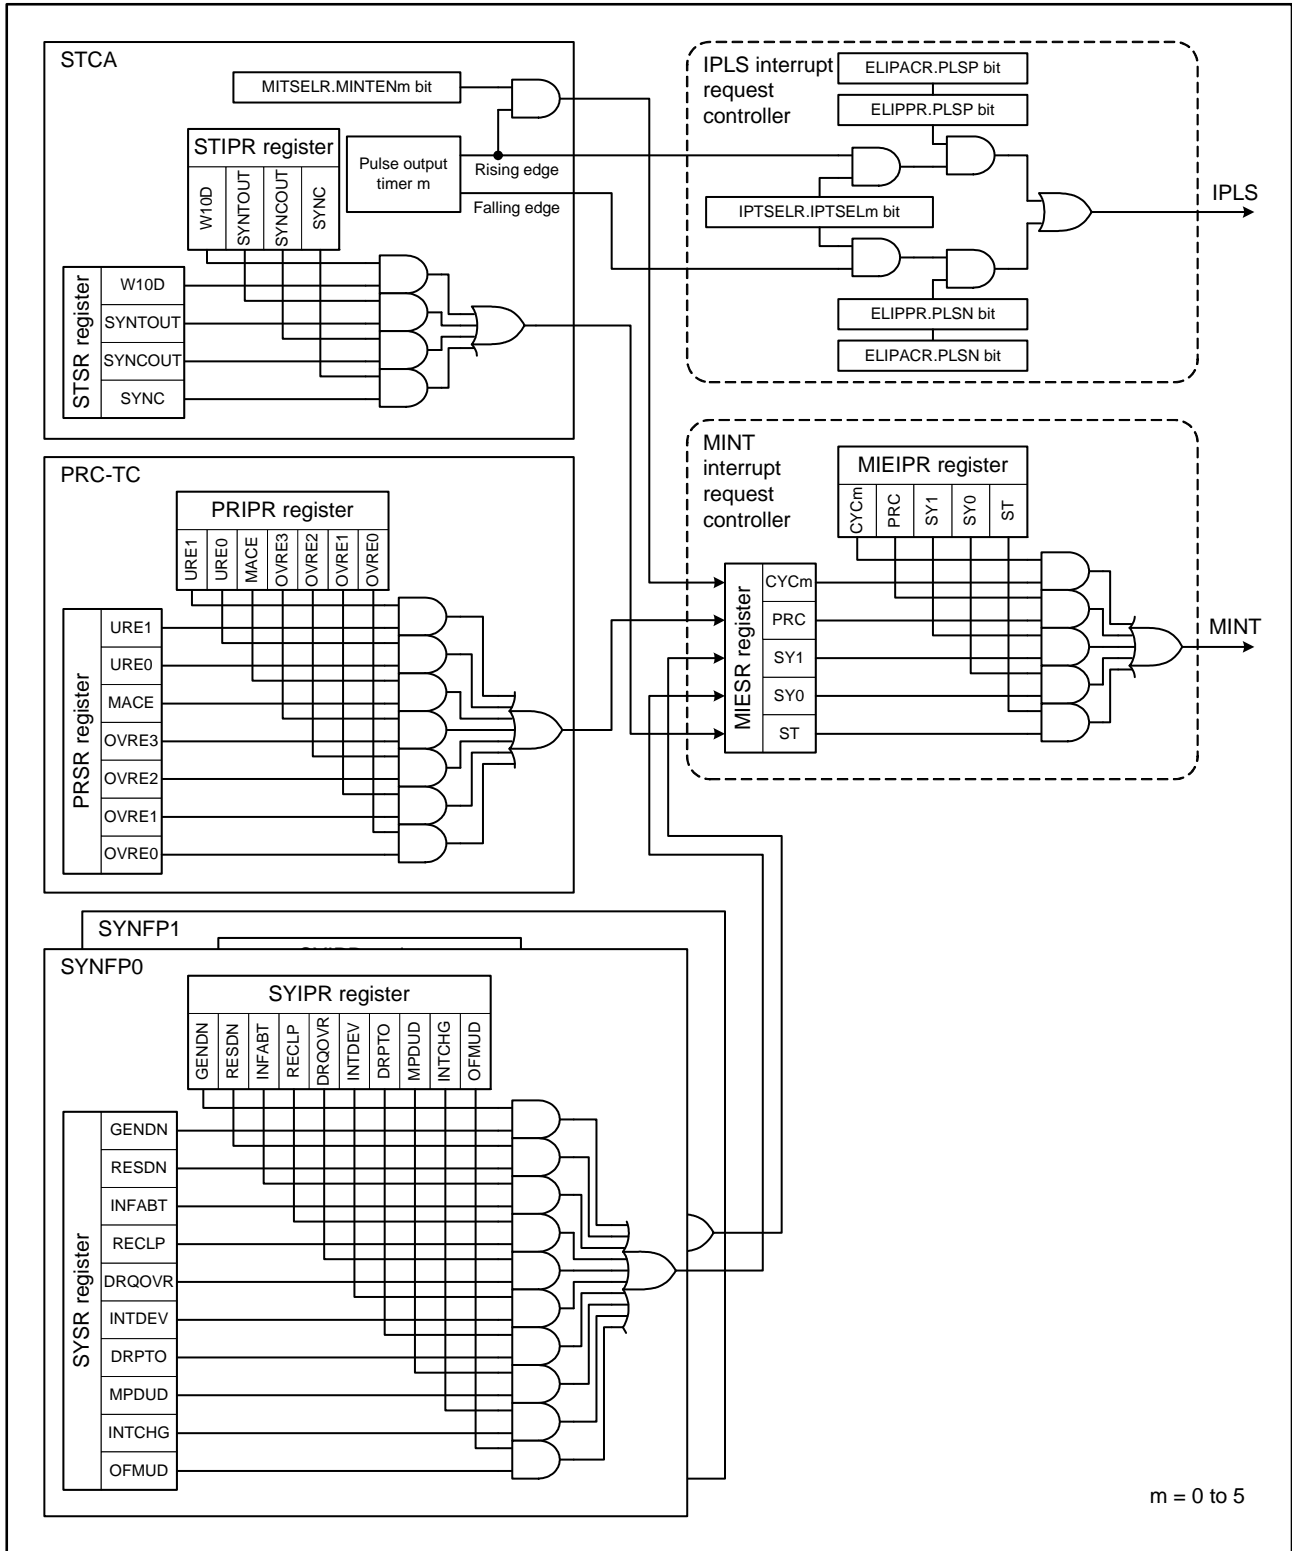 STCA
MITSELR.MINTENm bit
STIPR register
W10D
SYNTOUT
SYNCOUT
SYNC
Pulse output
timer m
Rising edge
Falling edge
STSR register
W10D
SYNTOUT
SYNCOUT
SYNC
IPLS interrupt
request
controller
ELIPACR.PLSP bit
ELIPPR.PLSP bit
IPTSELR.IPTSELm bit
ELIPPR.PLSN bit
ELIPACR.PLSN bit
IPLS
PRC-TC
PRIPR register
URE1
URE0
MACE
OVRE3
OVRE2
OVRE1
OVRE0
PRSR register
URE1
URE0
MACE
OVRE3
OVRE2
OVRE1
OVRE0
MINT
interrupt
request
controller
MIEIPR register
CYCm
PRC
SY1
SY0
ST
MIESR register
CYCm
PRC
SY1
SY0
ST
MINT
SYNFP1
SYNFP0
SYIPR register
GENDN
RESDN
INFABT
RECLP
DRQOVR
INTDEV
DRPTO
MPDUD
INTCHG
OFMUD
SYSR register
GENDN
RESDN
INFABT
RECLP
DRQOVR
INTDEV
DRPTO
MPDUD
INTCHG
OFMUD
m = 0 to 5